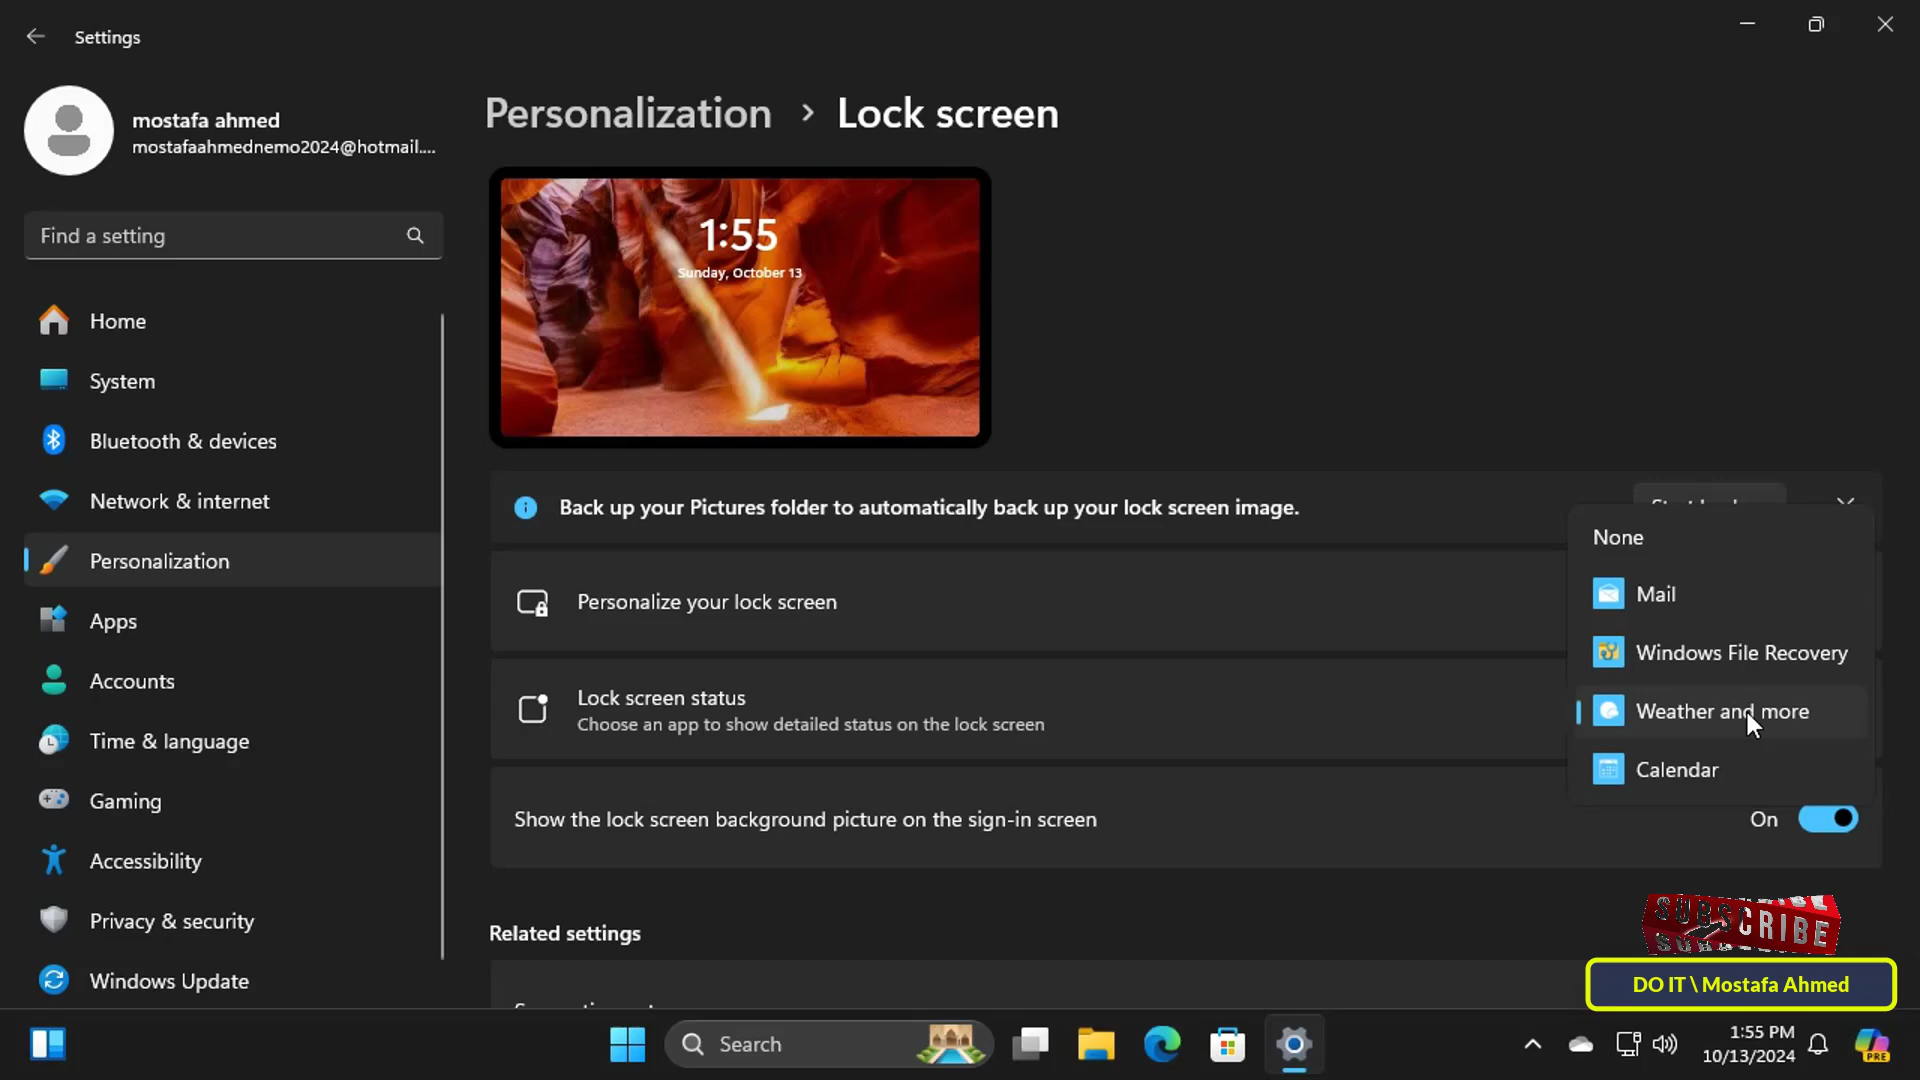 Settings
mostafa ahmed
mostafaahmednemo2024@hotmail....
Find a setting
Home
System
Bluetooth & devices
Network & internet
Personalization
Apps
Accounts
Time & language
Gaming
Accessibility
Privacy & security
Windows Update
Personalization > Lock screen
1:55
Sunday, October 13
Back up your Pictures folder to automatically back up your lock screen image.
Personalize your lock screen
Lock screen status
Choose an app to show detailed status on the lock screen
None
Mail
Windows File Recovery
Weather and more
Calendar
Show the lock screen background picture on the sign-in screen
On
Related settings
SUBSCRIBE
DO IT \ Mostafa Ahmed
Search
1:55 PM
10/13/2024
PRE